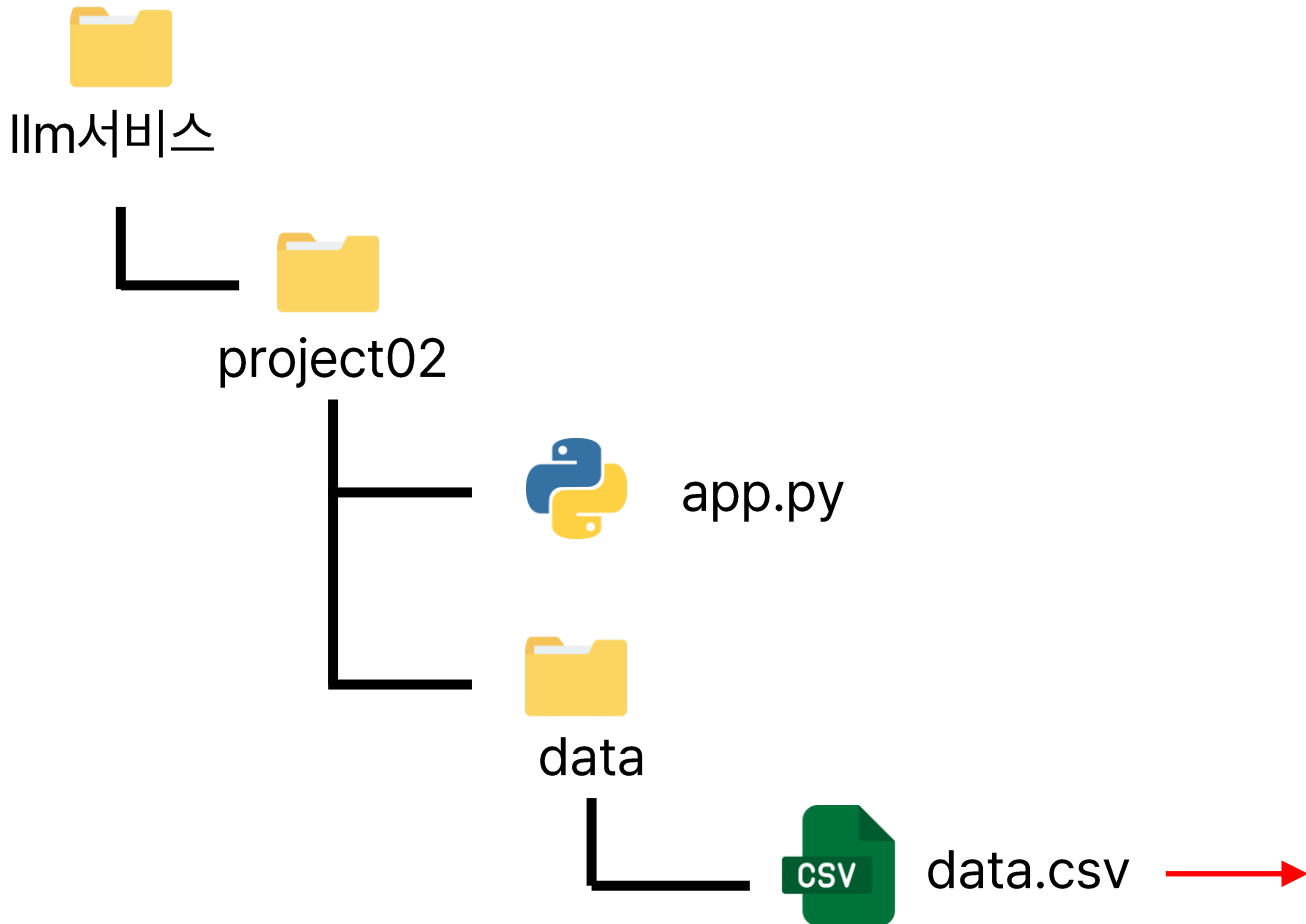 llm서비스
project02
app.py
data
CSV
data.csv